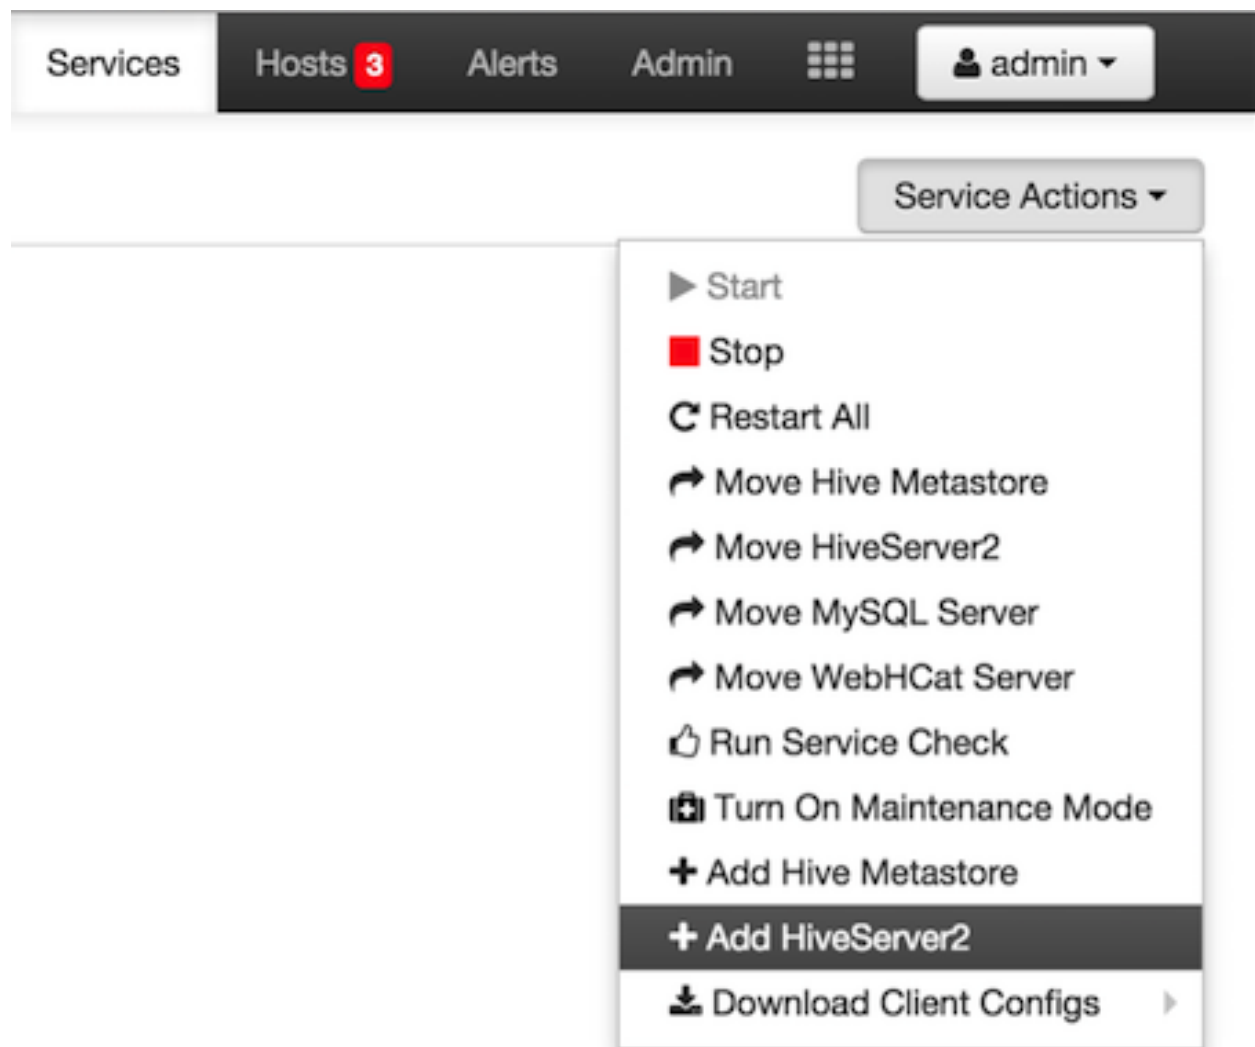 Services Hosts 3 Alerts Admin admin
Service Actions
Start
Stop
Restart All
Move Hive Metastore
Move HiveServer2
Move MySQL Server
Move WebHCat Server
Run Service Check
Turn On Maintenance Mode
Add Hive Metastore
Add HiveServer2
Download Client Configs